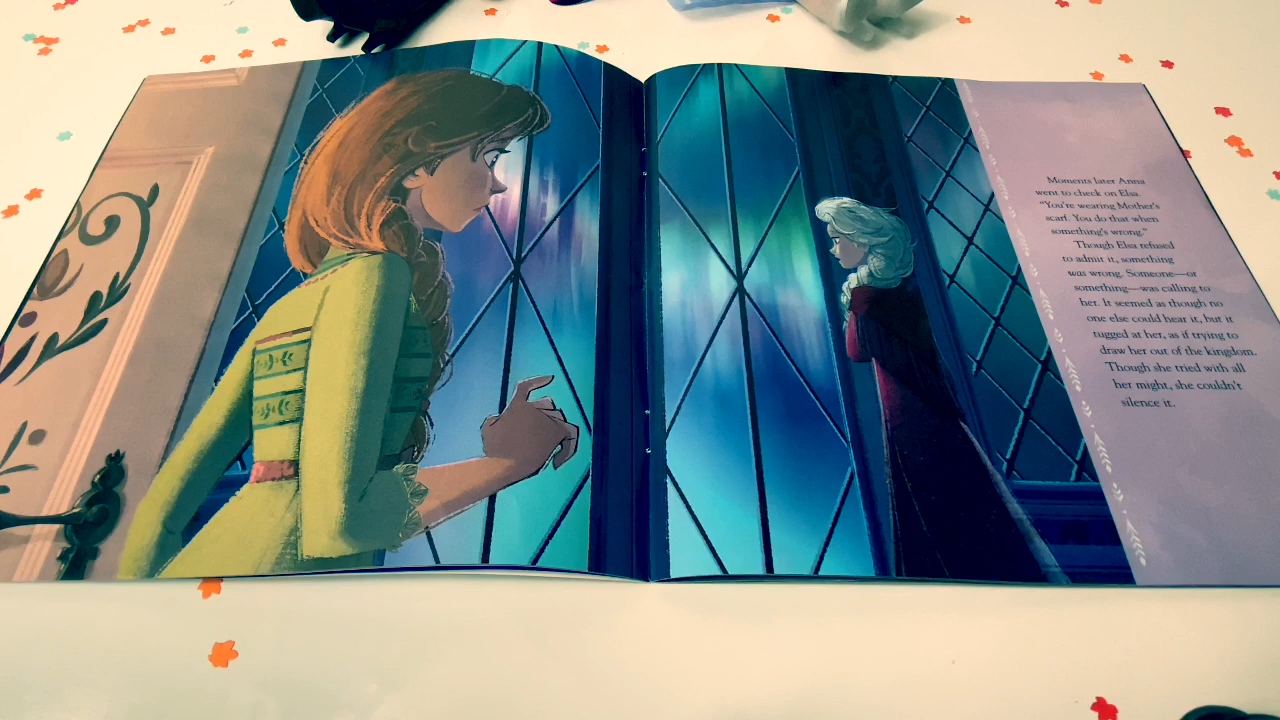 Moments later Anna
went to check on Elsa.
"You're wearing Mother's
scarf. You do that when
something's wrong."
Though Elsa refused
to admit it, something
was wrong. Someone—or
something—was calling to
her. It seemed as though no
one else could hear it, but it
tugged at her, as if trying to
draw her out of the kingdom.
Though she tried with all
her might, she couldn't
silence it.